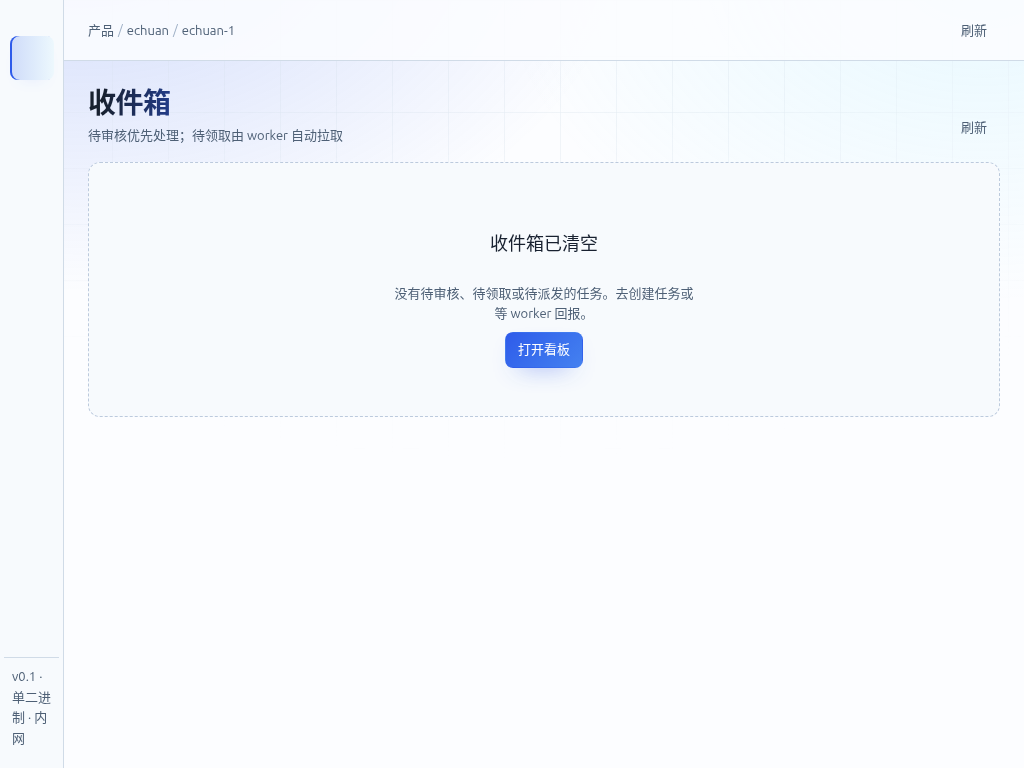 产品 / echuan / echuan-1
刷新
收件箱
待审核优先处理；待领取由 worker 自动拉取
刷新
收件箱已清空
没有待审核、待领取或待派发的任务。去创建任务或
等 worker 回报。
打开看板
v0.1 ·
单二进
制 · 内
网